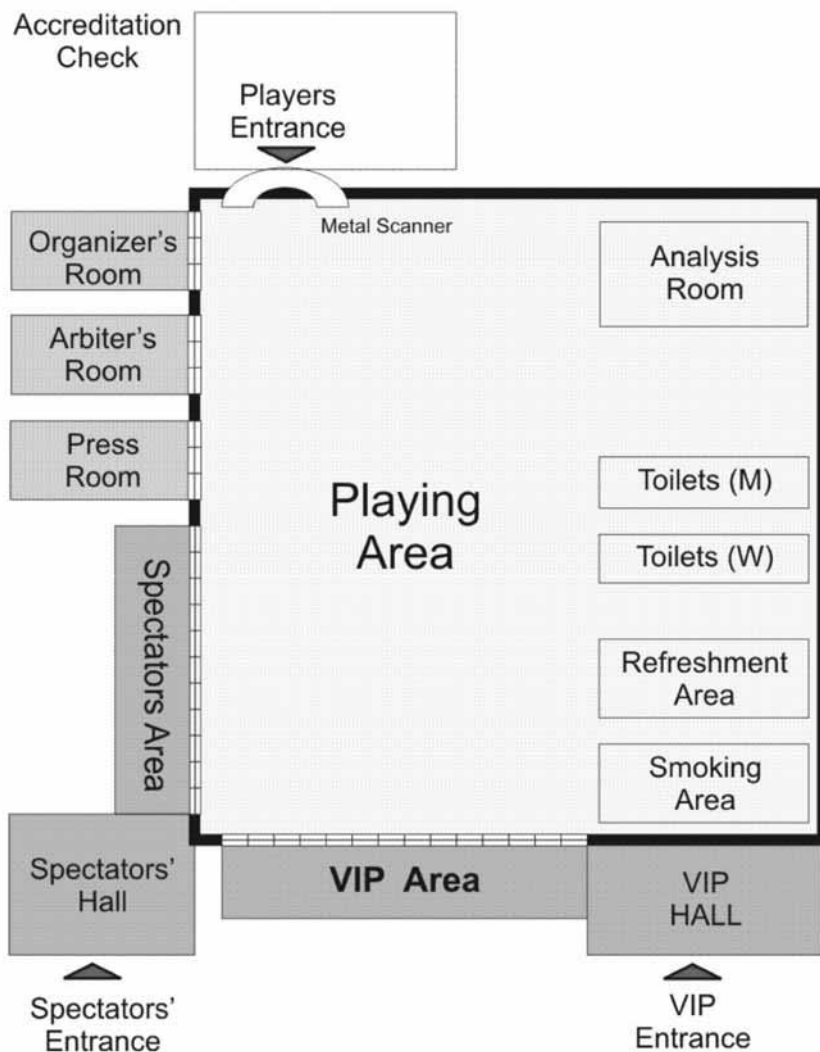 Accreditation
Check
Players
Entrance
Metal Scanner
Organizer's
Room
Analysis
Room
Arbiter's
Room
Press
Room
Playing
Area
Toilets (M)
Toilets (W)
Spectators Area
Refreshment
Area
Smoking
Area
Spectators'
Hall
VIP Area
VIP
HALL
Spectators'
Entrance
VIP
Entrance